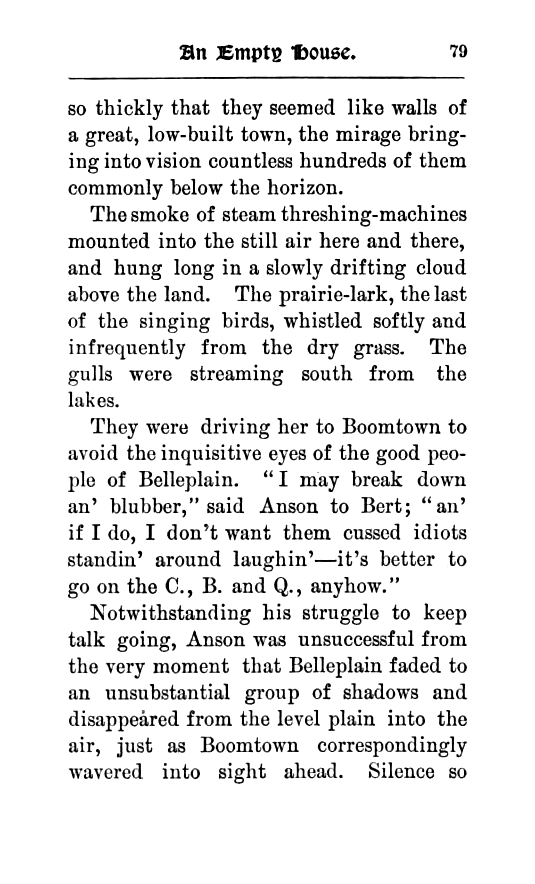 An Empty House. 79
so thickly that they seemed like walls of
a great, low-built town, the mirage bring-
ing into vision countless hundreds of them
commonly below the horizon.
The smoke of steam threshing-machines
mounted into the still air here and there,
and hung long in a slowly drifting cloud
above the land. The prairie-lark, the last
of the singing birds, whistled softly and
infrequently from the dry grass. The
gulls were streaming south from the
lakes.
They were driving her to Boomtown to
avoid the inquisitive eyes of the good peo-
ple of Belleplain. “I may break down
an’ blubber,” said Anson to Bert; “an’
if I do, I don’t want them cussed idiots
standin’ around laughin’—it’s better to
go on the C., B. and Q., anyhow.”
Notwithstanding his struggle to keep
talk going, Anson was unsuccessful from
the very moment that Belleplain faded to
an unsubstantial group of shadows and
disappeared from the level plain into the
air, just as Boomtown correspondingly
wavered into sight ahead. Silence so